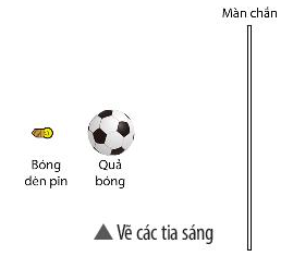 Màn chắn
Bóng
đèn pin
Quả
bóng
▲ Vẽ các tia sáng